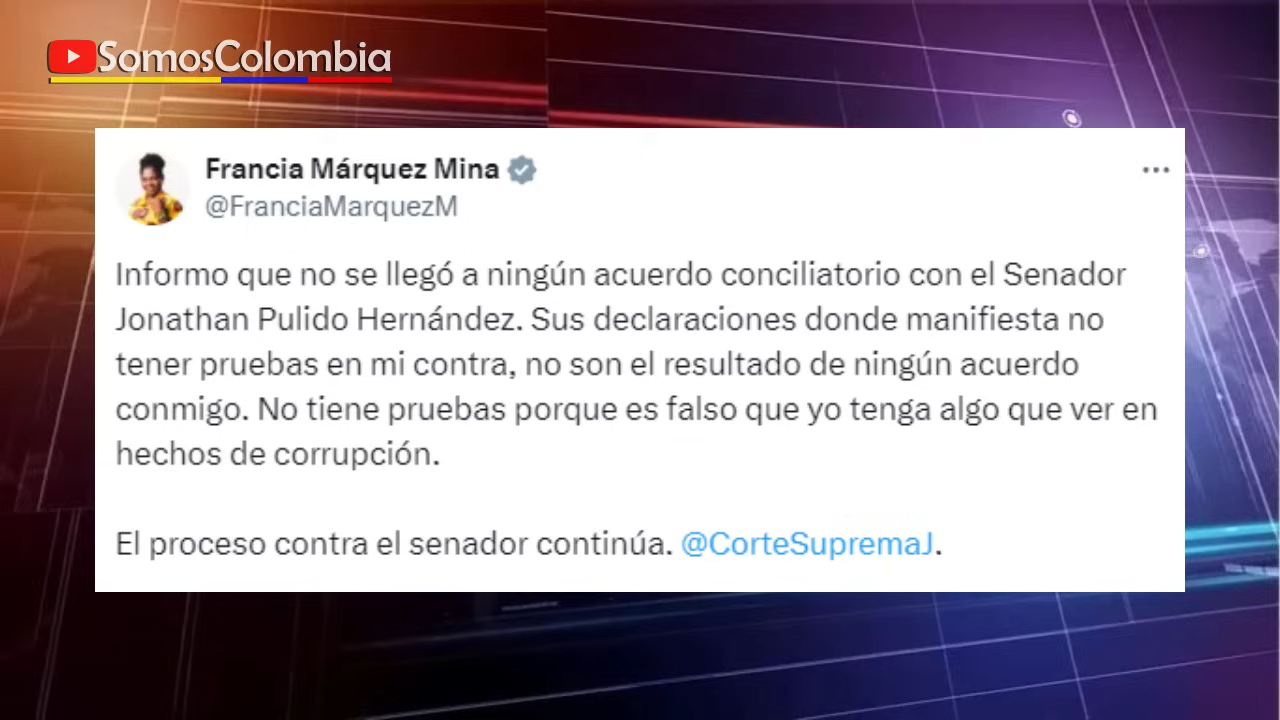 SomosColombia
Francia Márquez Mina
@FranciaMarquezM
Informo que no se llegó a ningún acuerdo conciliatorio con el Senador
Jonathan Pulido Hernández. Sus declaraciones donde manifiesta no
tener pruebas en mi contra, no son el resultado de ningún acuerdo
conmigo. No tiene pruebas porque es falso que yo tenga algo que ver en
hechos de corrupción.
El proceso contra el senador continúa. @CorteSupremaJ.